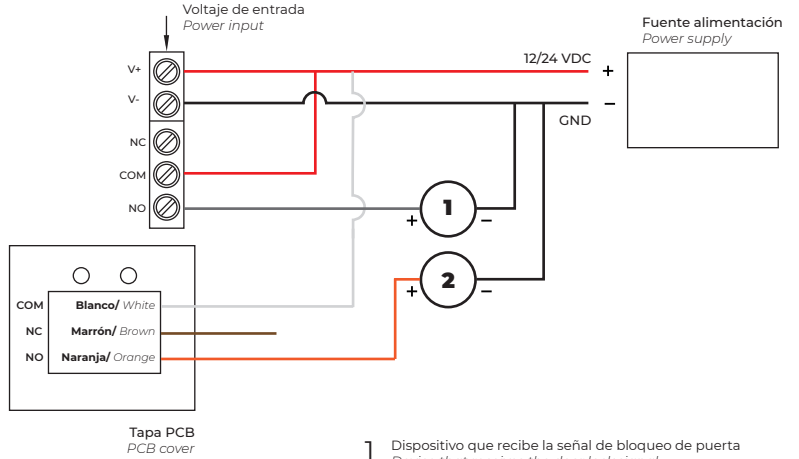 Voltaje de entrada
Power input
Fuente alimentación
Power supply
12/24 VDC
+
V+
V-
−
GND
NC
COM
NO
1
+
−
2
+
−
COM
Blanco/ White
NC
Marrón/ Brown
NO
Naranja/ Orange
Tapa PCB
PCB cover
1
Dispositivo que recibe la señal de bloqueo de puerta